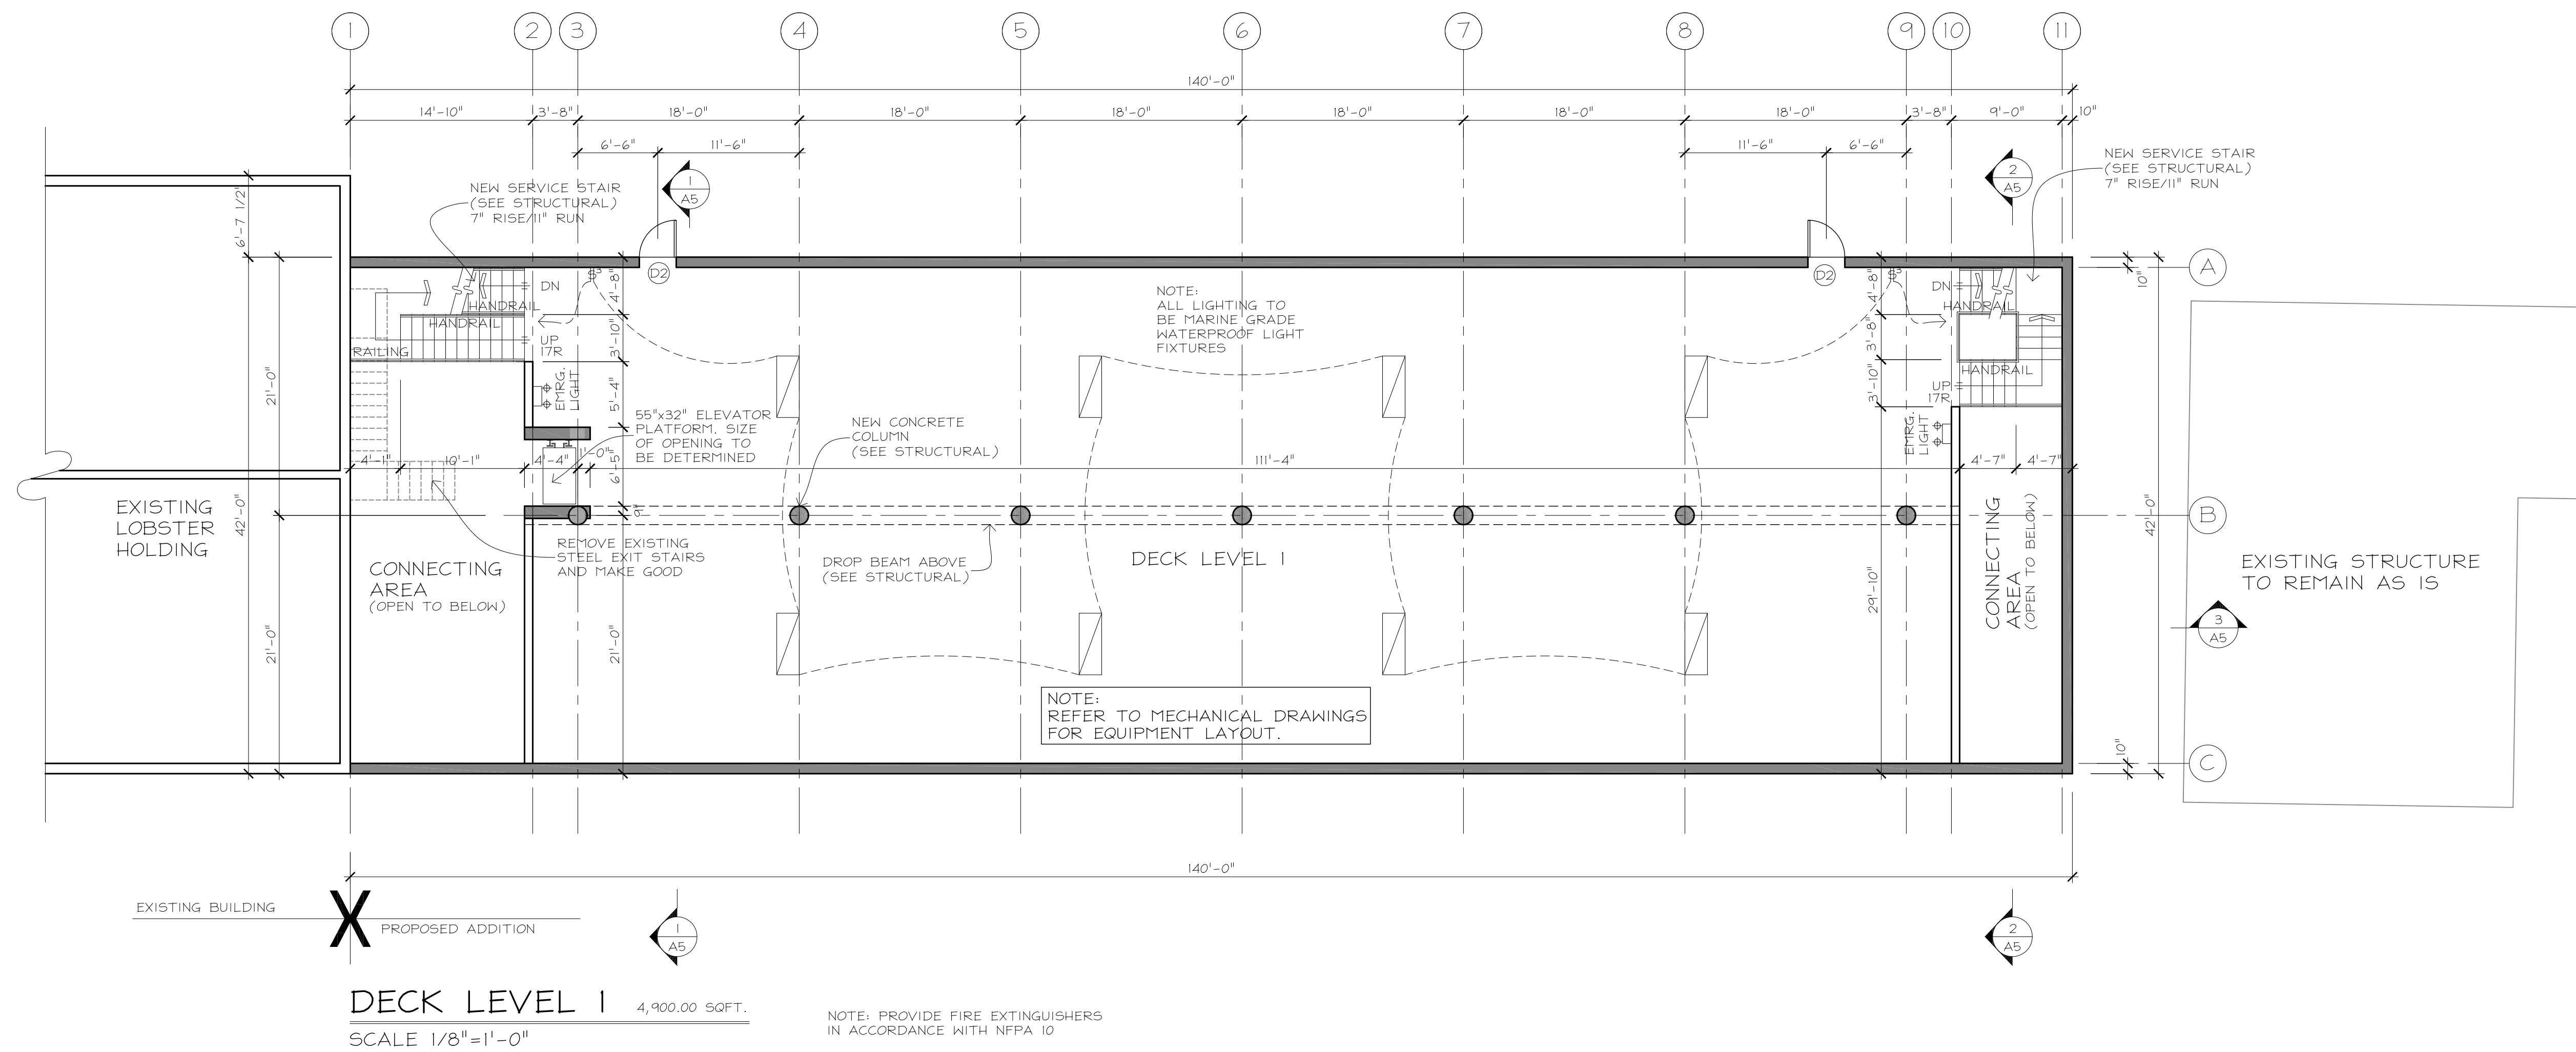 1 2 3 4 5 6 7 8 9 10 11
140'-0"
14'-10" 3'-8" 18'-0" 18'-0" 18'-0" 18'-0" 18'-0" 18'-0" 3'-8" 9'-0" 10"
6'-6" 11'-6" 11'-6" 6'-6"
1
A5
2
A5
NEW SERVICE STAIR
(SEE STRUCTURAL)
7" RISE/11" RUN
NEW SERVICE STAIR
(SEE STRUCTURAL)
7" RISE/11" RUN
6'-7 1/2"
42'-0"
21'-0"
21'-0"
EXISTING
LOBSTER
HOLDING
HANDRAIL
HANDRAIL
RAILING
DN
UP
17R
S3
D2
4'-8"
3'-10"
5'-4"
6'-5"
9"
21'-0"
EMRG.
LIGHT
55"x32" ELEVATOR
PLATFORM, SIZE
OF OPENING TO
BE DETERMINED
4'-1" 10'-1" 4'-4" 1'-0" 111'-4" 4'-7" 4'-7"
REMOVE EXISTING
STEEL EXIT STAIRS
AND MAKE GOOD
CONNECTING
AREA
(OPEN TO BELOW)
NEW CONCRETE
COLUMN
(SEE STRUCTURAL)
DROP BEAM ABOVE
(SEE STRUCTURAL)
NOTE:
ALL LIGHTING TO
BE MARINE GRADE
WATERPROOF LIGHT
FIXTURES
DECK LEVEL 1
NOTE:
REFER TO MECHANICAL DRAWINGS
FOR EQUIPMENT LAYOUT.
D2
S3
4'-8"
3'-8"
3'-10"
29'-10"
DN
HANDRAIL
HANDRAIL
UP
17R
EMRG.
LIGHT
CONNECTING
AREA
(OPEN TO BELOW)
10"
42'-0"
10"
A
B
C
EXISTING STRUCTURE
TO REMAIN AS IS
3
A5
140'-0"
EXISTING BUILDING
X
PROPOSED ADDITION
1
A5
2
A5
DECK LEVEL 1 4,900.00 SQFT.
SCALE 1/8"=1'-0"
NOTE: PROVIDE FIRE EXTINGUISHERS
IN ACCORDANCE WITH NFPA 10